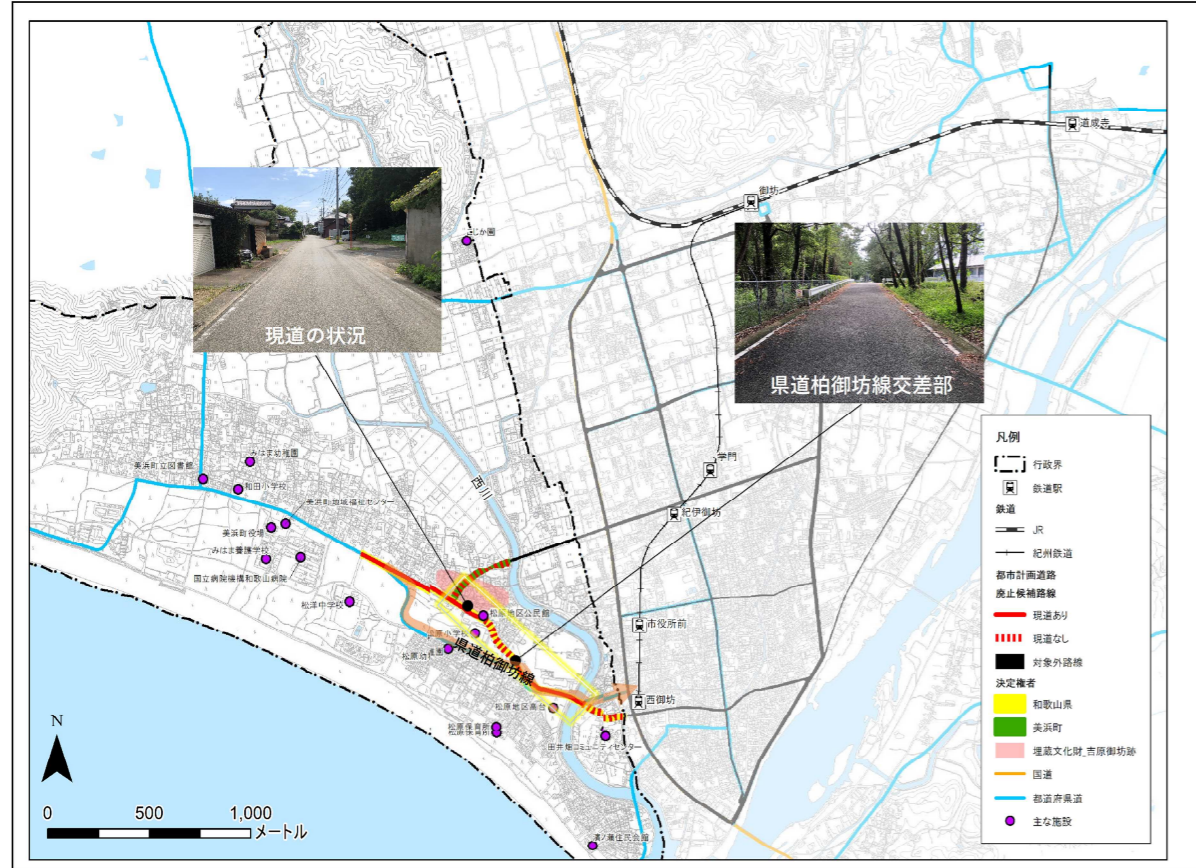 道成寺
御坊
じか園
現道の状況
県道柏御坊線交差部
学門
紀伊御坊
西川
みはま幼稚園
美浜町立図書館
和田小学校
美浜町地域福祉センター
美浜町役場
みはま養護学校
国立病院機構和歌山病院
松洋中学校
松原地区公民館
県道柏御坊線
市役所前
西御坊
松原地区高台
松原保育所
田井畑コミュニティセンター
浜ノ瀬住民会館
N
0 500 1,000
メートル
凡例
行政界
鉄道駅
鉄道
JR
紀州鉄道
都市計画道路
廃止候補路線
現道あり
現道なし
対象外路線
決定権者
和歌山県
美浜町
埋蔵文化財_吉原御坊跡
国道
都道府県道
主な施設